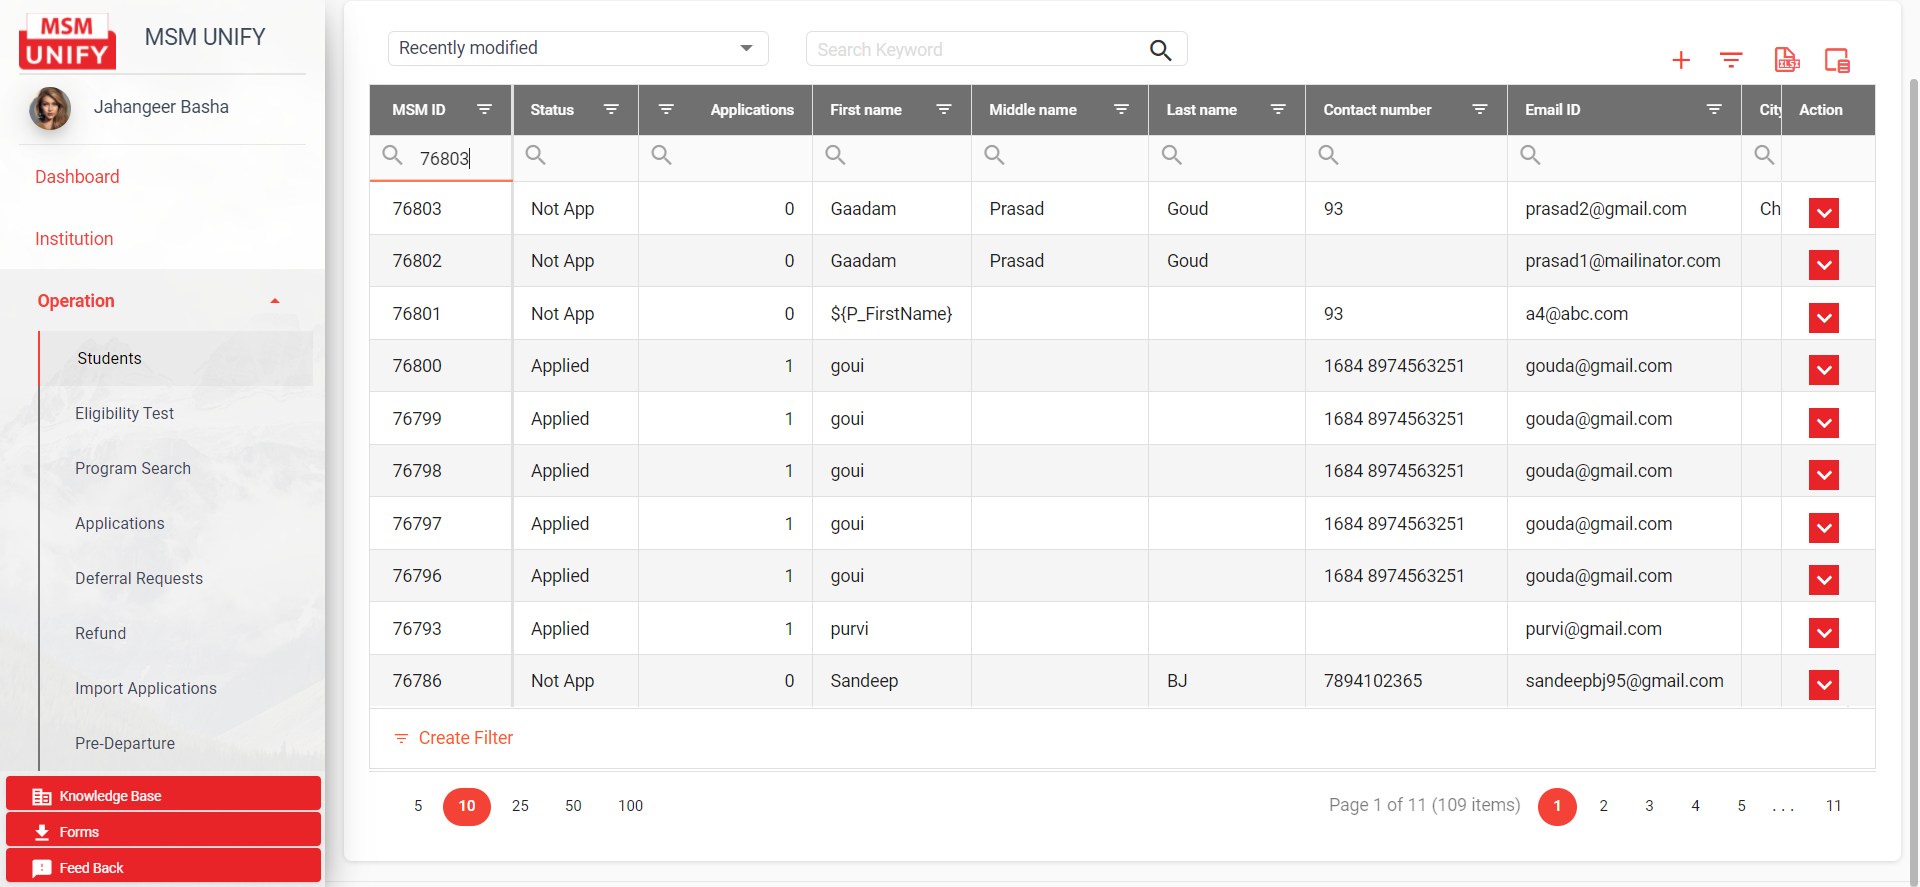 MSM
UNIFY
MSM UNIFY
Jahangeer Basha
Dashboard
Institution
Operation
Students
Eligibility Test
Program Search
Applications
Deferral Requests
Refund
Import Applications
Pre-Departure
Knowledge Base
Forms
Feed Back
Recently modified
Search Keyword
XLSX
MSM ID Status Applications First name Middle name Last name Contact number Email ID City Action
76803
76803 Not App 0 Gaadam Prasad Goud 93 prasad2@gmail.com Ch
76802 Not App 0 Gaadam Prasad Goud prasad1@mailinator.com
76801 Not App 0 ${P_FirstName} 93 a4@abc.com
76800 Applied 1 goui 1684 8974563251 gouda@gmail.com
76799 Applied 1 goui 1684 8974563251 gouda@gmail.com
76798 Applied 1 goui 1684 8974563251 gouda@gmail.com
76797 Applied 1 goui 1684 8974563251 gouda@gmail.com
76796 Applied 1 goui 1684 8974563251 gouda@gmail.com
76793 Applied 1 purvi purvi@gmail.com
76786 Not App 0 Sandeep BJ 7894102365 sandeepbj95@gmail.com
Create Filter
5 10 25 50 100 Page 1 of 11 (109 items) 1 2 3 4 5 ... 11